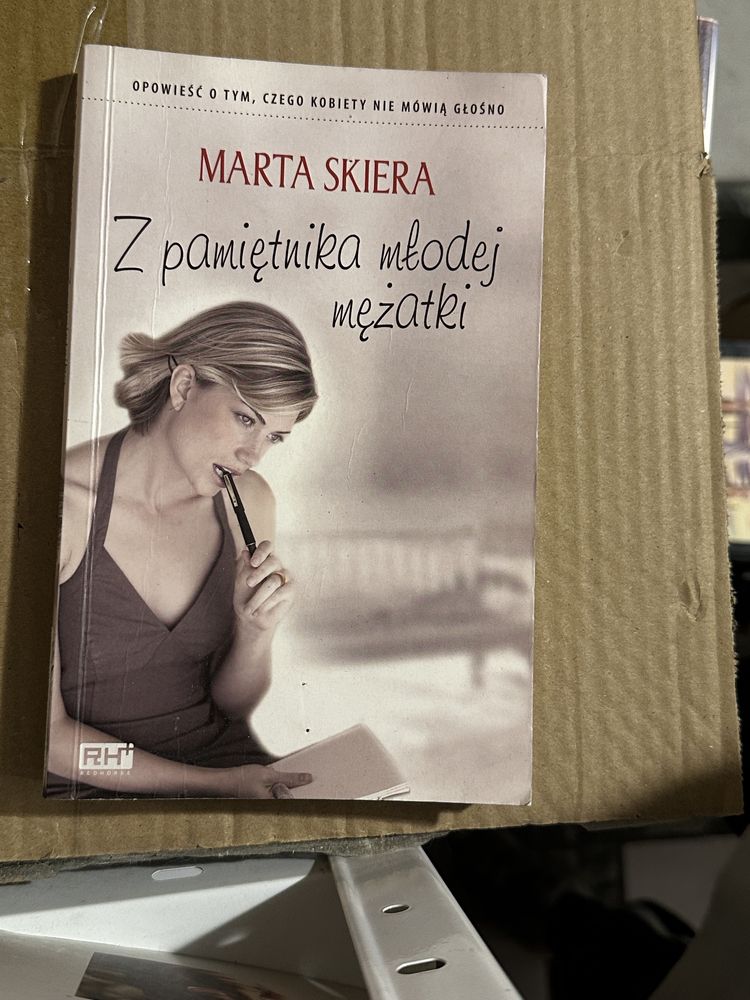 OPOWIEŚĆ O TYM, CZEGO KOBIETY NIE MÓWIĄ GŁOŚNO
MARTA SKIERA
Z pamiętnika młodej
mężatki
RH+
REDHORSE